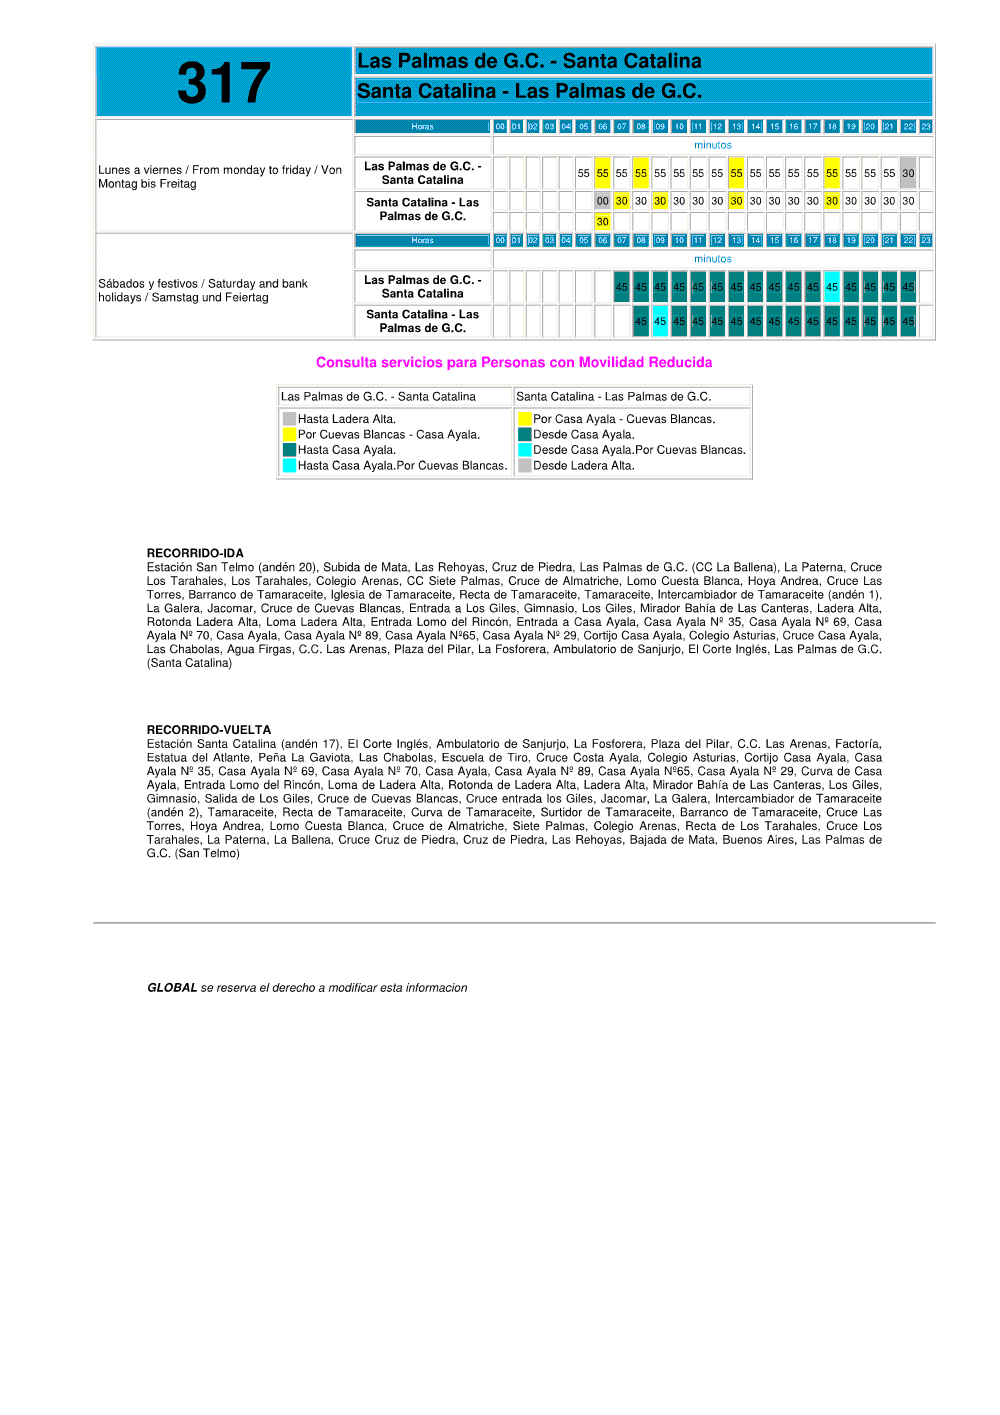 317
Las Palmas de G.C. - Santa Catalina
Santa Catalina - Las Palmas de G.C.
Lunes a viernes / From monday to friday / Von
Montag bis Freitag
Horas 00 01 02 03 04 05 06 07 08 09 10 11 12 13 14 15 16 17 18 19 20 21 22 23
minutos
Las Palmas de G.C. -
Santa Catalina
55 55 55 55 55 55 55 55 55 55 55 55 55 55 55 55 55 30
Santa Catalina - Las
Palmas de G.C.
00 30 30 30 30 30 30 30 30 30 30 30 30 30 30 30 30
30
Sábados y festivos / Saturday and bank
holidays / Samstag und Feiertag
Horas 00 01 02 03 04 05 06 07 08 09 10 11 12 13 14 15 16 17 18 19 20 21 22 23
minutos
Las Palmas de G.C. -
Santa Catalina
45 45 45 45 45 45 45 45 45 45 45 45 45 45 45 45
Santa Catalina - Las
Palmas de G.C.
45 45 45 45 45 45 45 45 45 45 45 45 45 45 45
Consulta servicios para Personas con Movilidad Reducida
Las Palmas de G.C. - Santa Catalina
Hasta Ladera Alta.
Por Cuevas Blancas - Casa Ayala.
Hasta Casa Ayala.
Hasta Casa Ayala.Por Cuevas Blancas.
Santa Catalina - Las Palmas de G.C.
Por Casa Ayala - Cuevas Blancas.
Desde Casa Ayala.
Desde Casa Ayala.Por Cuevas Blancas.
Desde Ladera Alta.
RECORRIDO-IDA
Estación San Telmo (andén 20), Subida de Mata, Las Rehoyas, Cruz de Piedra, Las Palmas de G.C. (CC La Ballena), La Paterna, Cruce
Los Tarahales, Los Tarahales, Colegio Arenas, CC Siete Palmas, Cruce de Almatriche, Lomo Cuesta Blanca, Hoya Andrea, Cruce Las
Torres, Barranco de Tamaraceite, Iglesia de Tamaraceite, Recta de Tamaraceite, Tamaraceite, Intercambiador de Tamaraceite (andén 1),
La Galera, Jacomar, Cruce de Cuevas Blancas, Entrada a Los Giles, Gimnasio, Los Giles, Mirador Bahía de Las Canteras, Ladera Alta,
Rotonda Ladera Alta, Loma Ladera Alta, Entrada Lomo del Rincón, Entrada a Casa Ayala, Casa Ayala Nº 35, Casa Ayala Nº 69, Casa
Ayala Nº 70, Casa Ayala, Casa Ayala Nº 89, Casa Ayala Nº65, Casa Ayala Nº 29, Cortijo Casa Ayala, Colegio Asturias, Cruce Casa Ayala,
Las Chabolas, Agua Firgas, C.C. Las Arenas, Plaza del Pilar, La Fosforera, Ambulatorio de Sanjurjo, El Corte Inglés, Las Palmas de G.C.
(Santa Catalina)
RECORRIDO-VUELTA
Estación Santa Catalina (andén 17), El Corte Inglés, Ambulatorio de Sanjurjo, La Fosforera, Plaza del Pilar, C.C. Las Arenas, Factoría,
Estatua del Atlante, Peña La Gaviota, Las Chabolas, Escuela de Tiro, Cruce Costa Ayala, Colegio Asturias, Cortijo Casa Ayala, Casa
Ayala Nº 35, Casa Ayala Nº 69, Casa Ayala Nº 70, Casa Ayala, Casa Ayala Nº 89, Casa Ayala Nº65, Casa Ayala Nº 29, Curva de Casa
Ayala, Entrada Lomo del Rincón, Loma de Ladera Alta, Rotonda de Ladera Alta, Ladera Alta, Mirador Bahía de Las Canteras, Los Giles,
Gimnasio, Salida de Los Giles, Cruce de Cuevas Blancas, Cruce entrada los Giles, Jacomar, La Galera, Intercambiador de Tamaraceite
(andén 2), Tamaraceite, Recta de Tamaraceite, Curva de Tamaraceite, Surtidor de Tamaraceite, Barranco de Tamaraceite, Cruce Las
Torres, Hoya Andrea, Lomo Cuesta Blanca, Cruce de Almatriche, Siete Palmas, Colegio Arenas, Recta de Los Tarahales, Cruce Los
Tarahales, La Paterna, La Ballena, Cruce Cruz de Piedra, Cruz de Piedra, Las Rehoyas, Bajada de Mata, Buenos Aires, Las Palmas de
G.C. (San Telmo)
GLOBAL se reserva el derecho a modificar esta informacion